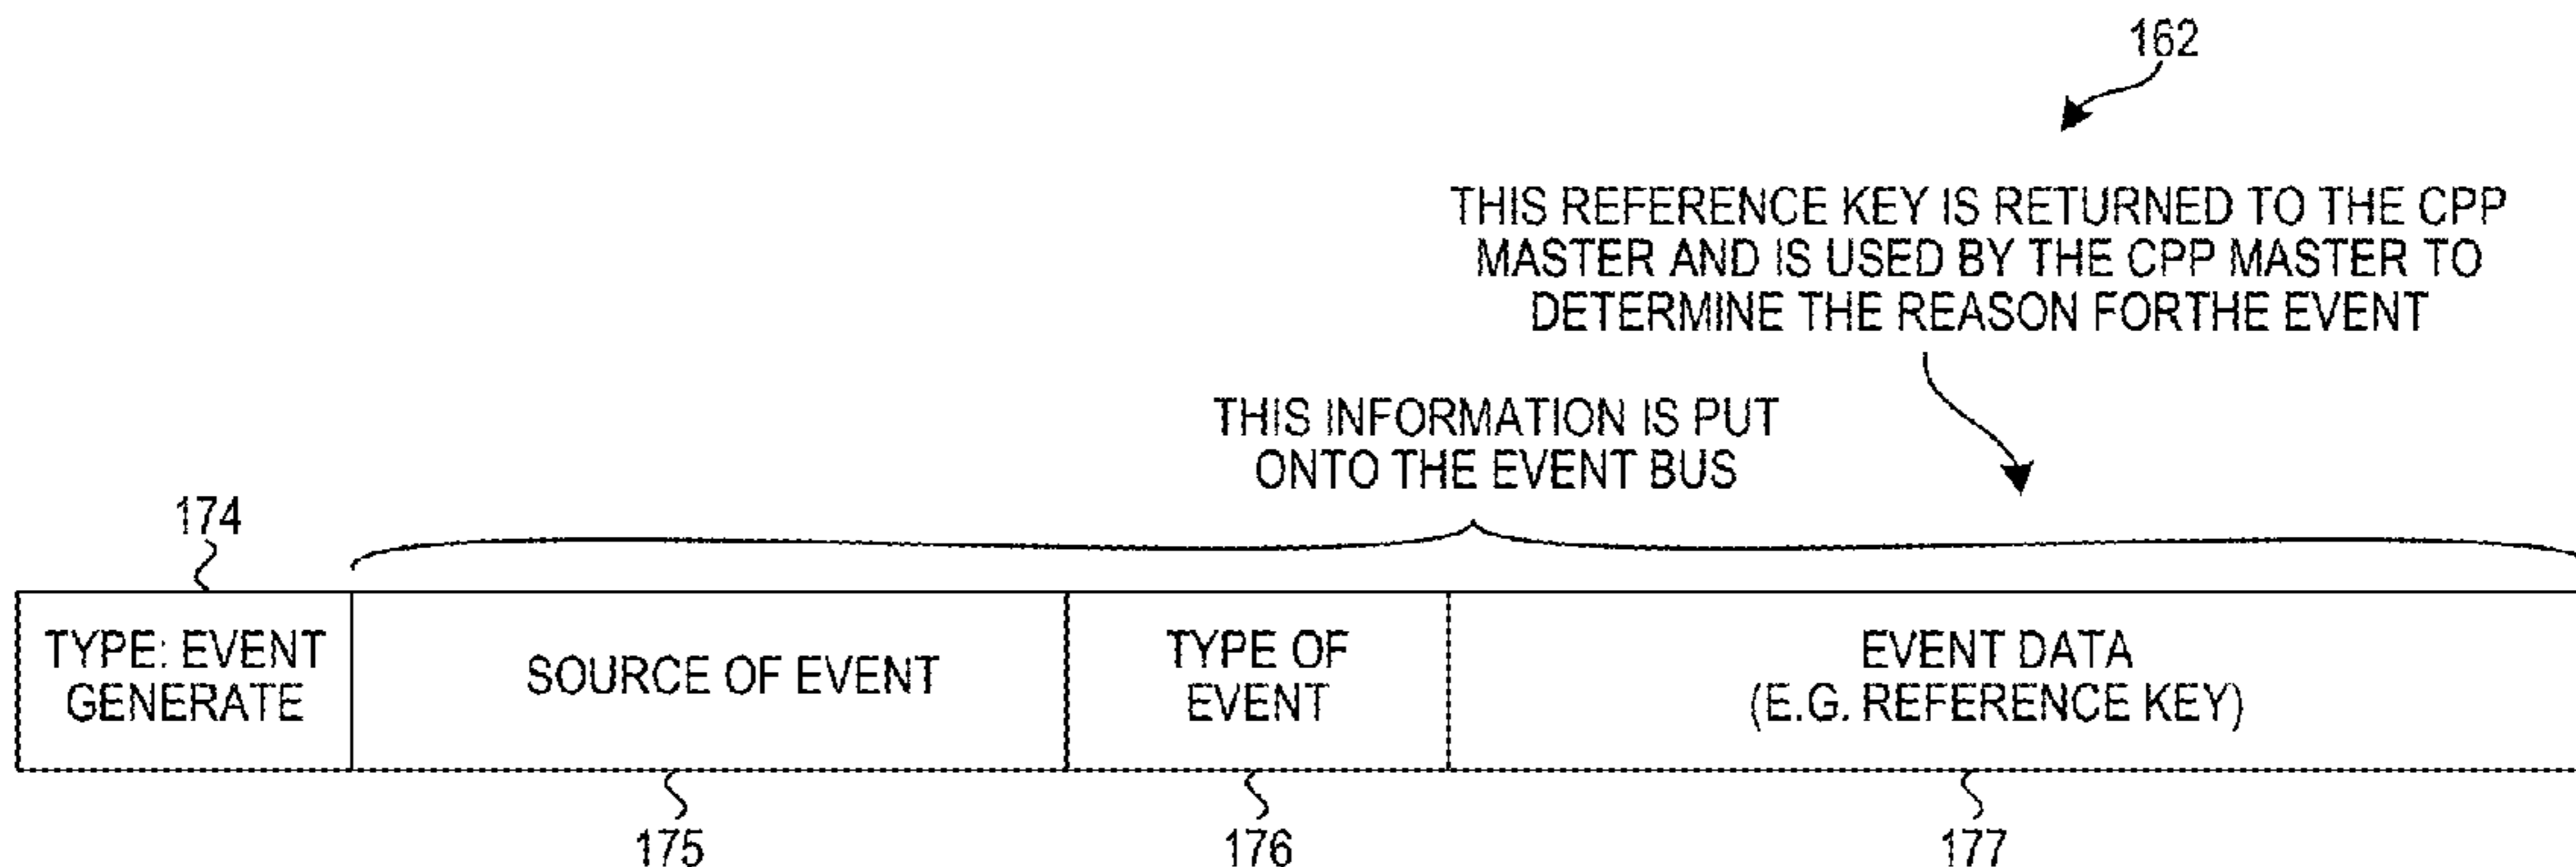 162
THIS REFERENCE KEY IS RETURNED TO THE CPP
MASTER AND IS USED BY THE CPP MASTER TO
DETERMINE THE REASON FORTHE EVENT
THIS INFORMATION IS PUT
ONTO THE EVENT BUS
174
TYPE: EVENT
GENERATE
SOURCE OF EVENT
TYPE OF
EVENT
EVENT DATA
(E.G. REFERENCE KEY)
175
176
177